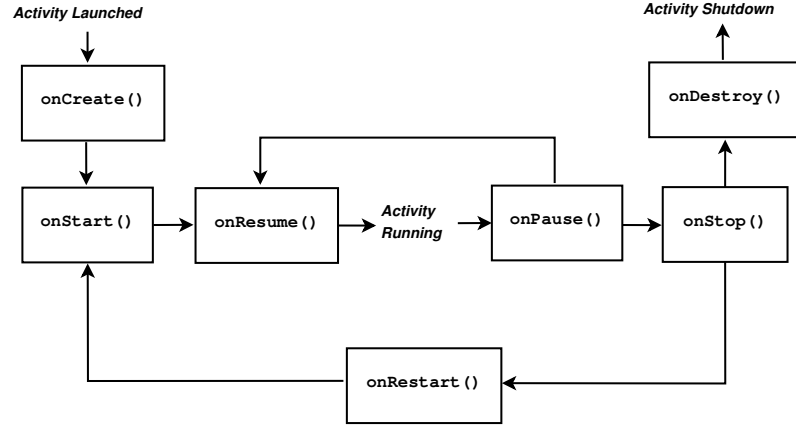 Activity Launched
Activity Shutdown
onCreate()
onDestroy()
onStart()
onResume()
Activity
Running
onPause()
onStop()
onRestart()